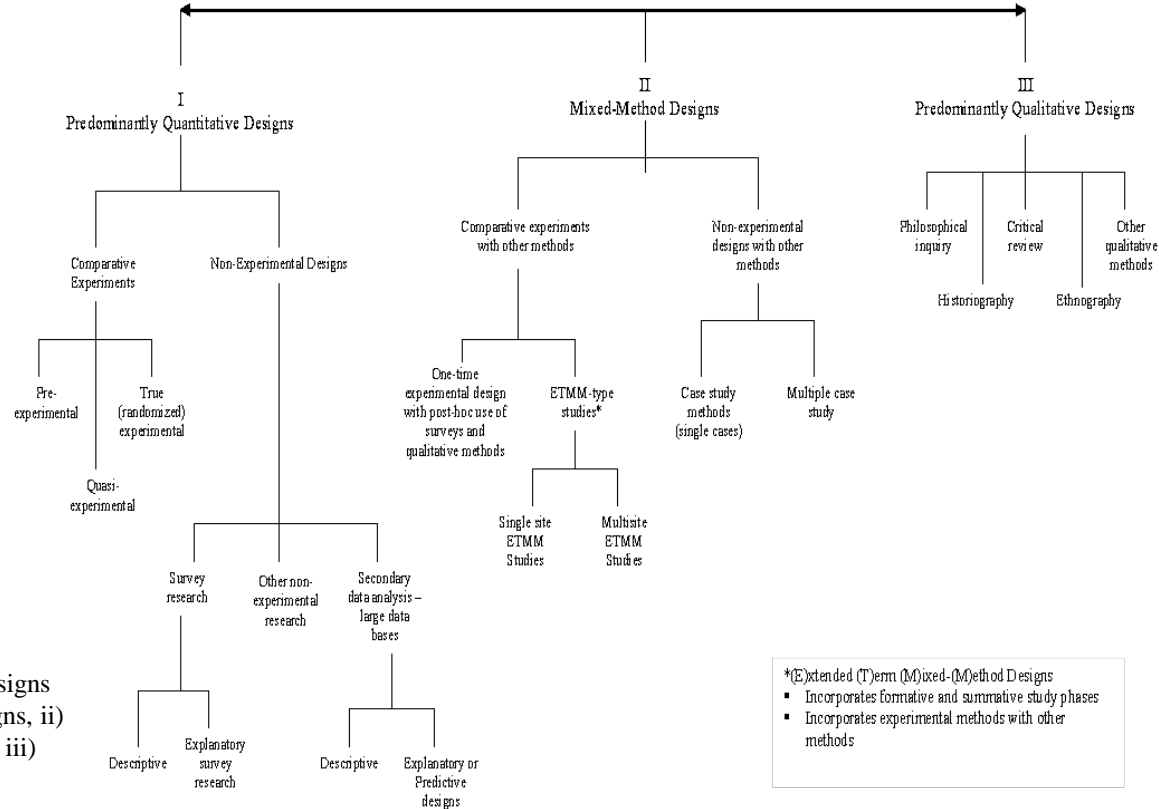 I
Predominantly Quantitative Designs
II
Mixed-Method Designs
III
Predominantly Qualitative Designs
Comparative
Experiments
Non-Experimental Designs
Comparative experiments
with other methods
Non-experimental
designs with other
methods
Philosophical
inquiry
Critical
review
Other
qualitative
methods
Historiography
Ethnography
Pre-
experimental
True
(randomized)
experimental
Quasi-
experimental
One-time
experimental design
with post-hoc use of
surveys and
qualitative methods
ETMM-type
studies*
Case study
methods
(single cases)
Multiple case
study
Single site
ETMM
Studies
Multisite
ETMM
Studies
Survey
research
Other non-
experimental
research
Secondary
data analysis –
large data
bases
Descriptive
Explanatory
survey
research
Descriptive
Explanatory or
Predictive
designs
signs
gns, ii)
iii)
*(E)xtended (T)erm (M)ixed-(M)ethod Designs
▪ Incorporates formative and summative study phases
▪ Incorporates experimental methods with other
methods